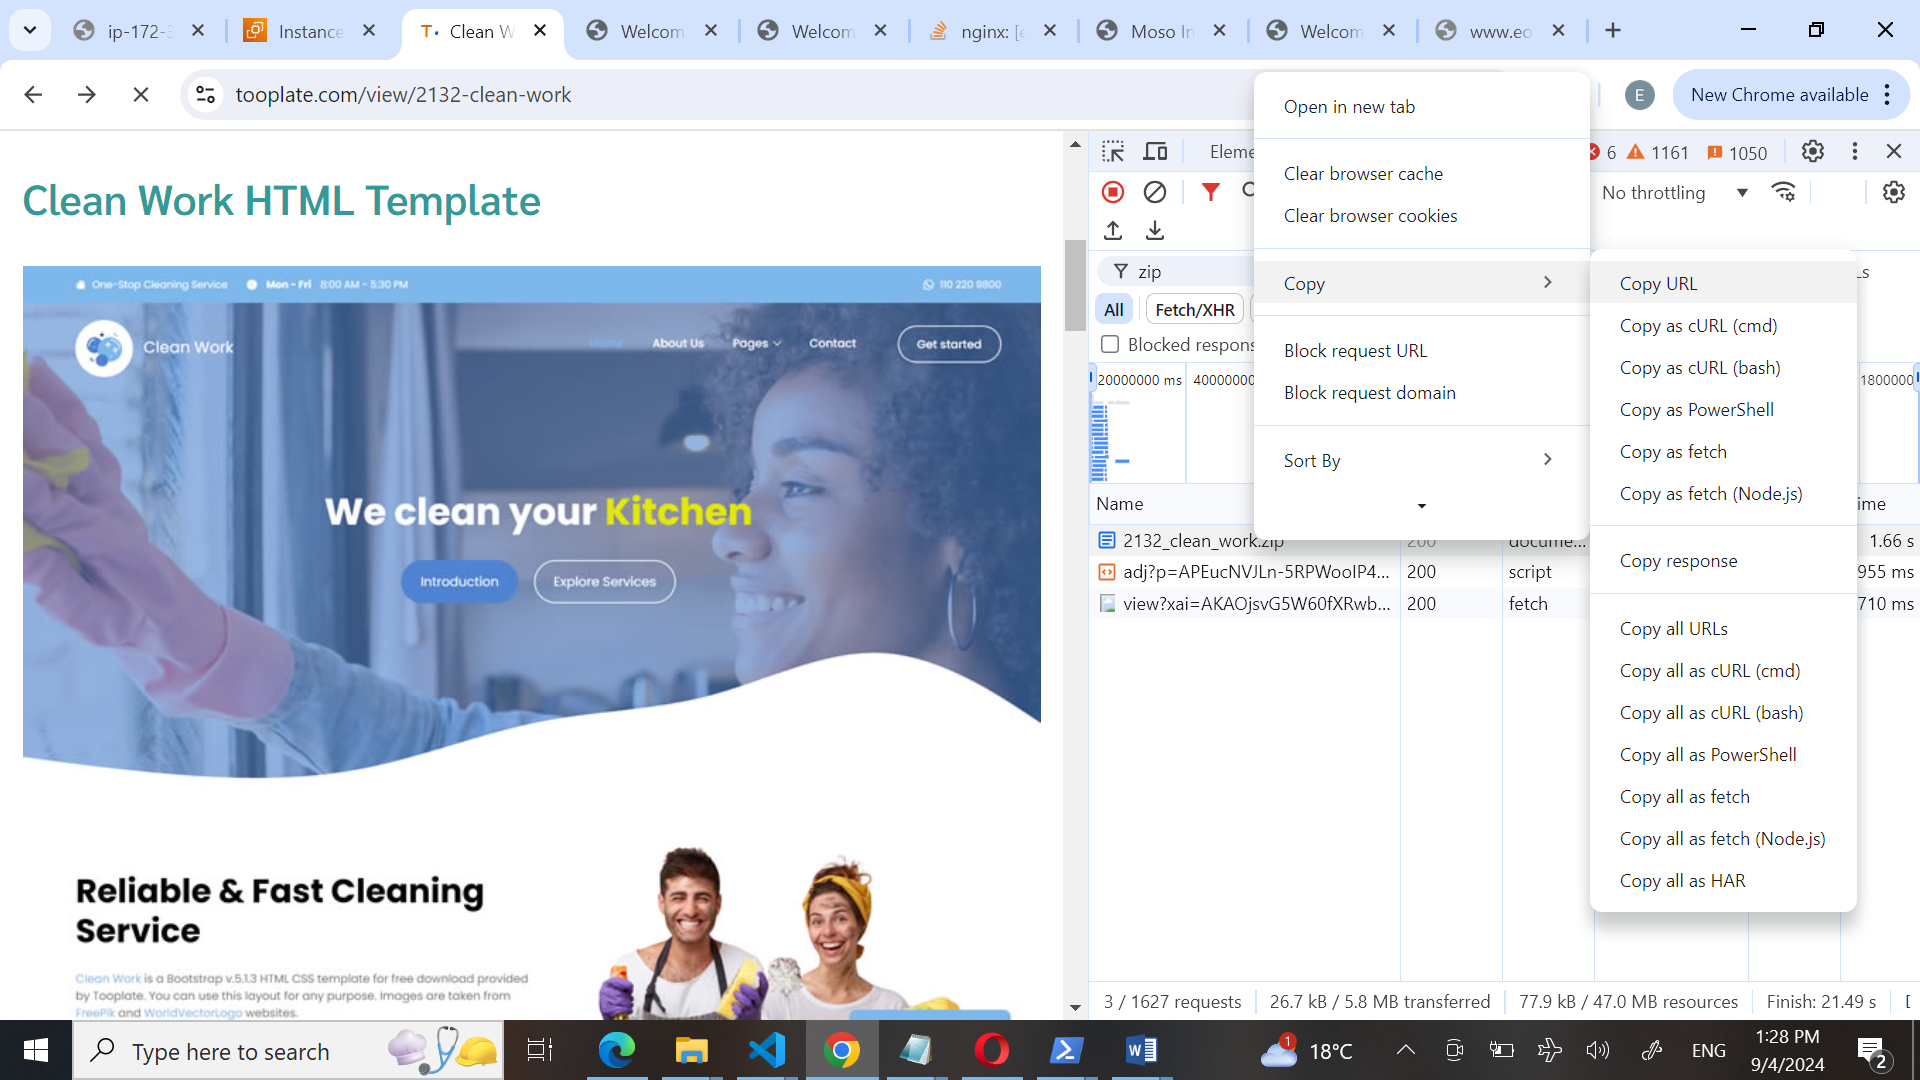 ip-172-3
Instance
Clean W
Welcom
Welcom
nginx: [e
Moso In
Welcom
www.eo
tooplate.com/view/2132-clean-work
E
New Chrome available
Clean Work HTML Template
One-Stop Cleaning Service
Mon - Fri 8:00 AM - 5:30 PM
110 220 9800
Clean Work
Home
About Us
Pages
Contact
Get started
We clean your Kitchen
Introduction
Explore Services
Reliable & Fast Cleaning
Service
Clean Work is a Bootstrap v.5.1.3 HTML CSS template for free download provided
by Tooplate. You can use this layout for any purpose. Images are taken from
FreePik and WorldVectorLogo websites.
Eleme
6
1161
1050
No throttling
zip
Ls
All
Fetch/XHR
Blocked respons
20000000 ms
40000000
1800000
Name
ime
2132_clean_work.zip
200
docume...
1.66 s
adj?p=APEucNVJLn-5RPWooIP4...
200
script
955 ms
view?xai=AKAOjsvG5W60fXRwb...
200
fetch
710 ms
Open in new tab
Clear browser cache
Clear browser cookies
Copy
Block request URL
Block request domain
Sort By
Copy URL
Copy as cURL (cmd)
Copy as cURL (bash)
Copy as PowerShell
Copy as fetch
Copy as fetch (Node.js)
Copy response
Copy all URLs
Copy all as cURL (cmd)
Copy all as cURL (bash)
Copy all as PowerShell
Copy all as fetch
Copy all as fetch (Node.js)
Copy all as HAR
3 / 1627 requests
26.7 kB / 5.8 MB transferred
77.9 kB / 47.0 MB resources
Finish: 21.49 s
Type here to search
1
18°C
ENG
1:28 PM
9/4/2024
2